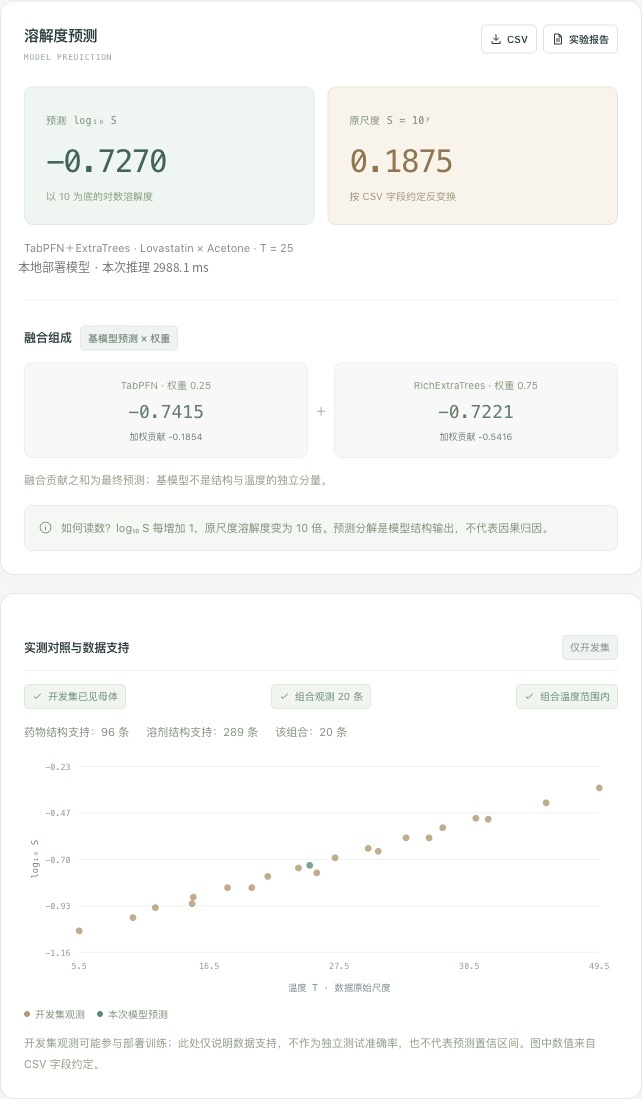 溶解度预测
CSV
实验报告
MODEL PREDICTION
预测 log₁₀ S
−0.7270
以 10 为底的对数溶解度
原尺度 S = 10ʸ
0.1875
按 CSV 字段约定反变换
TabPFN+ExtraTrees · Lovastatin × Acetone · T = 25
本地部署模型 · 本次推理 2988.1 ms
融合组成
基模型预测 × 权重
TabPFN · 权重 0.25
−0.7415
加权贡献 -0.1854
+
RichExtraTrees · 权重 0.75
−0.7221
加权贡献 -0.5416
融合贡献之和为最终预测；基模型不是结构与温度的独立分量。
如何读数？log₁₀ S 每增加 1，原尺度溶解度变为 10 倍。预测分解是模型结构输出，不代表因果归因。
实测对照与数据支持
仅开发集
开发集已见母体
组合观测 20 条
组合温度范围内
药物结构支持：96 条 溶剂结构支持：289 条 该组合：20 条
−0.23
−0.47
−0.70
−0.93
−1.16
log₁₀ S
5.5 16.5 27.5 38.5 49.5
温度 T · 数据原始尺度
开发集观测 本次模型预测
开发集观测可能参与部署训练；此处仅说明数据支持，不作为独立测试准确率，也不代表预测置信区间。图中数值来自
CSV 字段约定。